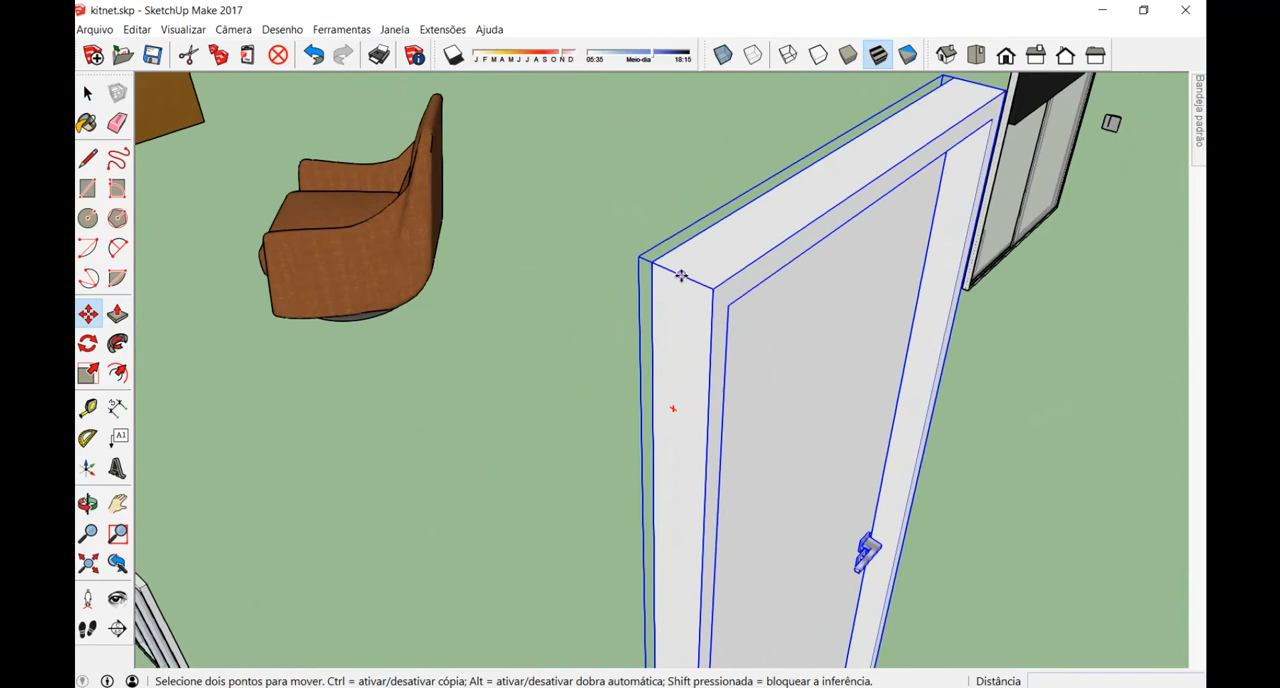 kitnet.skp - SketchUp Make 2017
Arquivo Editar Visualizar Câmera Desenho Ferramentas Janela Extensões Ajuda
J F M A M J J A S O N D
05:35 Meio-dia 18:15
Bandeja padrão
A1
Selecione dois pontos para mover. Ctrl = ativar/desativar cópia; Alt = ativar/desativar dobra automática; Shift pressionada = bloquear a inferência.
Distância